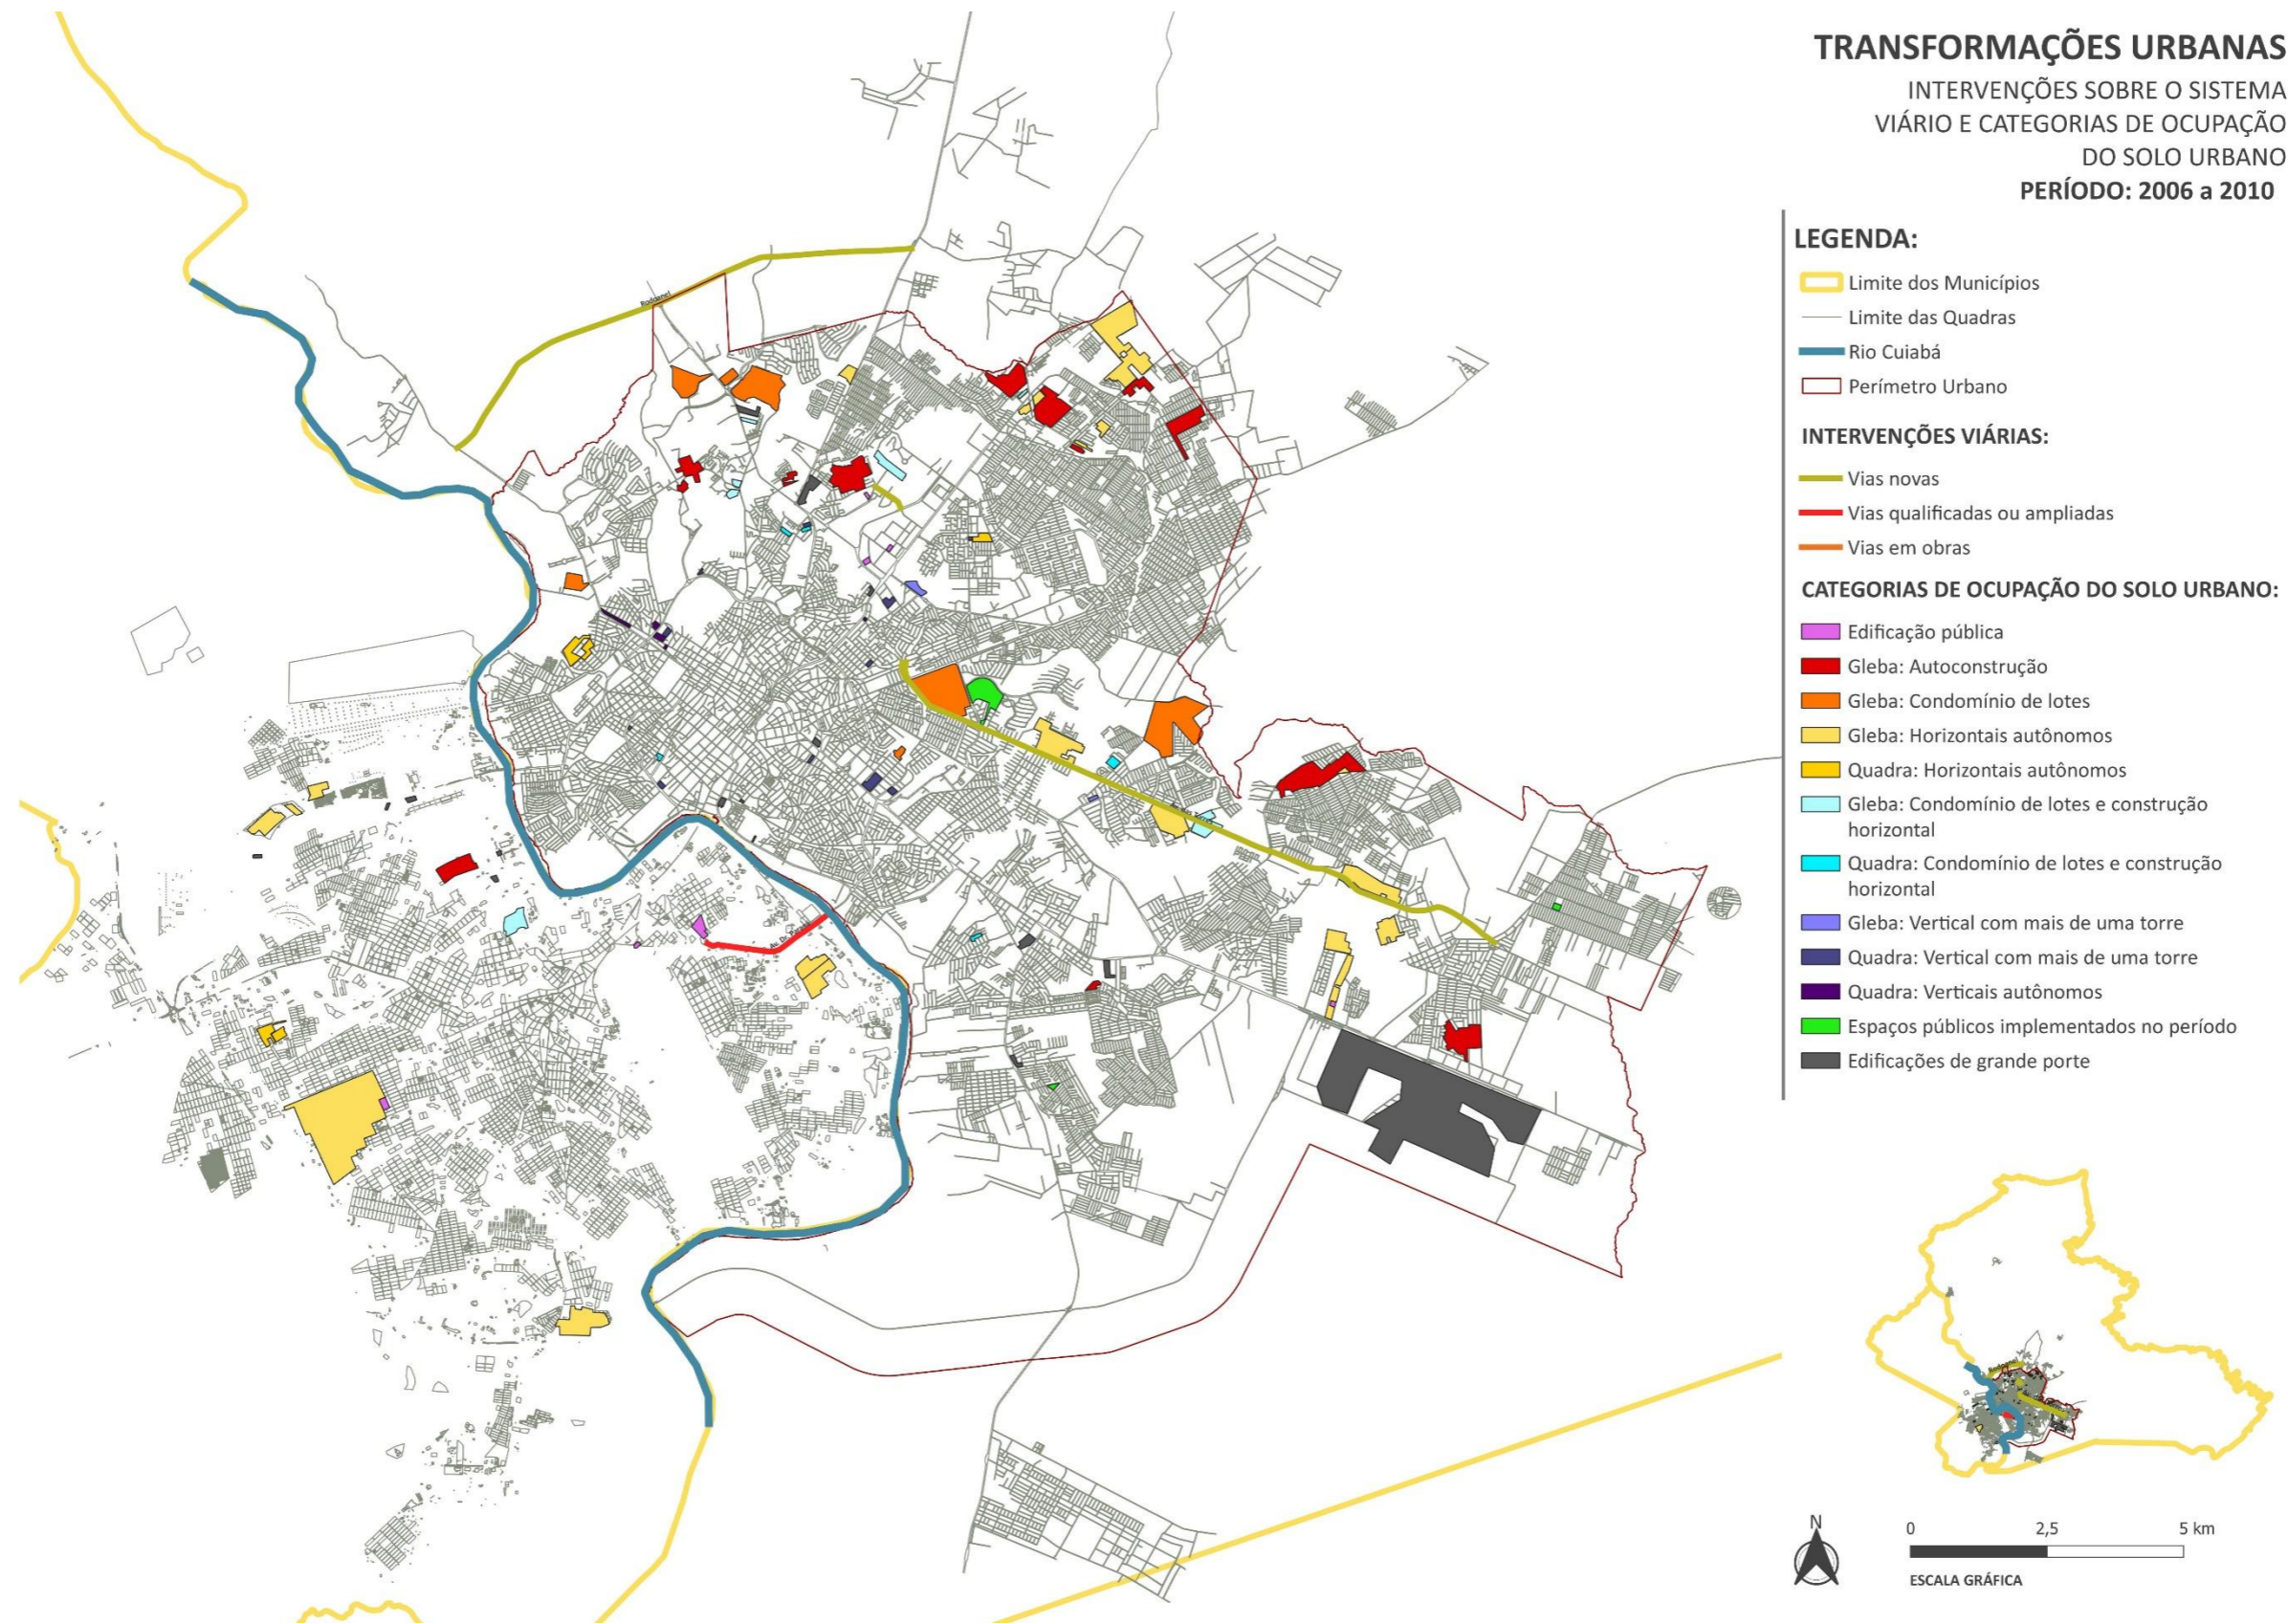 TRANSFORMAÇÕES URBANAS
INTERVENÇÕES SOBRE O SISTEMA
VIÁRIO E CATEGORIAS DE OCUPAÇÃO
DO SOLO URBANO
PERÍODO: 2006 a 2010
LEGENDA:
Limite dos Municípios
Limite das Quadras
Rio Cuiabá
Perímetro Urbano
INTERVENÇÕES VIÁRIAS:
Vias novas
Vias qualificadas ou ampliadas
Vias em obras
CATEGORIAS DE OCUPAÇÃO DO SOLO URBANO:
Edificação pública
Gleba: Autoconstrução
Gleba: Condomínio de lotes
Gleba: Horizontais autônomos
Quadra: Horizontais autônomos
Gleba: Condomínio de lotes e construção
horizontal
Quadra: Condomínio de lotes e construção
horizontal
Gleba: Vertical com mais de uma torre
Quadra: Vertical com mais de uma torre
Quadra: Verticais autônomos
Espaços públicos implementados no período
Edificações de grande porte
Rodoanel
Av. Dr.
N
0 2,5 5 km
ESCALA GRÁFICA